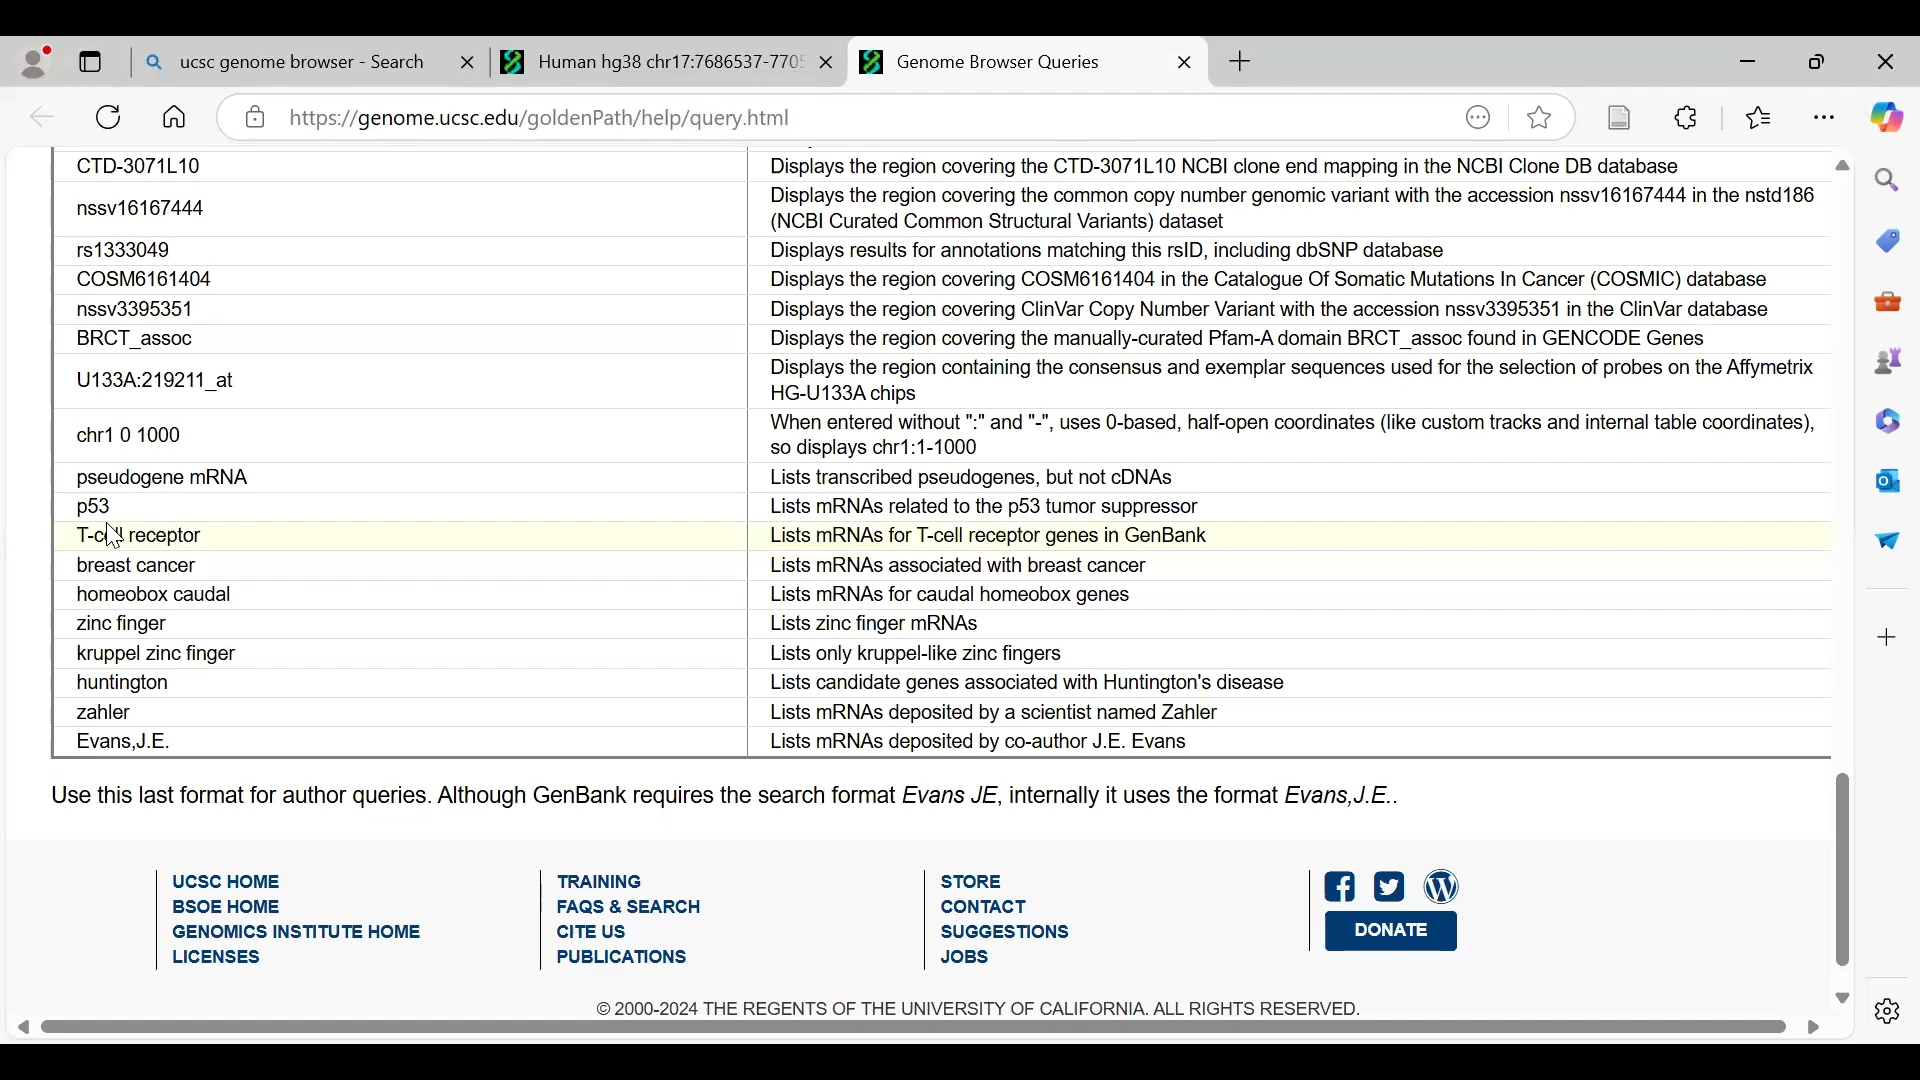 ucsc genome browser - Search
Human hg38 chr17:7686537-7705
Genome Browser Queries
https://genome.ucsc.edu/goldenPath/help/query.html
CTD-3071L10
Displays the region covering the CTD-3071L10 NCBI clone end mapping in the NCBI Clone DB database
nssv16167444
Displays the region covering the common copy number genomic variant with the accession nssv16167444 in the nstd186
(NCBI Curated Common Structural Variants) dataset
rs1333049
Displays results for annotations matching this rsID, including dbSNP database
COSM6161404
Displays the region covering COSM6161404 in the Catalogue Of Somatic Mutations In Cancer (COSMIC) database
nssv3395351
Displays the region covering ClinVar Copy Number Variant with the accession nssv3395351 in the ClinVar database
BRCT_assoc
Displays the region covering the manually-curated Pfam-A domain BRCT_assoc found in GENCODE Genes
U133A:219211_at
Displays the region containing the consensus and exemplar sequences used for the selection of probes on the Affymetrix
HG-U133A chips
chr1 0 1000
When entered without ":" and "-", uses 0-based, half-open coordinates (like custom tracks and internal table coordinates),
so displays chr1:1-1000
pseudogene mRNA
Lists transcribed pseudogenes, but not cDNAs
p53
Lists mRNAs related to the p53 tumor suppressor
T-cell receptor
Lists mRNAs for T-cell receptor genes in GenBank
breast cancer
Lists mRNAs associated with breast cancer
homeobox caudal
Lists mRNAs for caudal homeobox genes
zinc finger
Lists zinc finger mRNAs
kruppel zinc finger
Lists only kruppel-like zinc fingers
huntington
Lists candidate genes associated with Huntington's disease
zahler
Lists mRNAs deposited by a scientist named Zahler
Evans,J.E.
Lists mRNAs deposited by co-author J.E. Evans
Use this last format for author queries. Although GenBank requires the search format Evans JE, internally it uses the format Evans,J.E..
UCSC HOME
BSOE HOME
GENOMICS INSTITUTE HOME
LICENSES
TRAINING
FAQS & SEARCH
CITE US
PUBLICATIONS
STORE
CONTACT
SUGGESTIONS
JOBS
DONATE
© 2000-2024 THE REGENTS OF THE UNIVERSITY OF CALIFORNIA. ALL RIGHTS RESERVED.